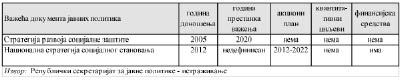 Важећа документа јавних политика
година доношења
година престанка важења
акциони план
квантитативни циљеви
финансијска средства
Стратегија развоја социјалне заштите 2005 2020 нема нема нема
Национална стратегија социјалног становања 2012 недефинисан 2012-2022 нема има
Извор: Републички секретаријат за јавне политике - истраживање